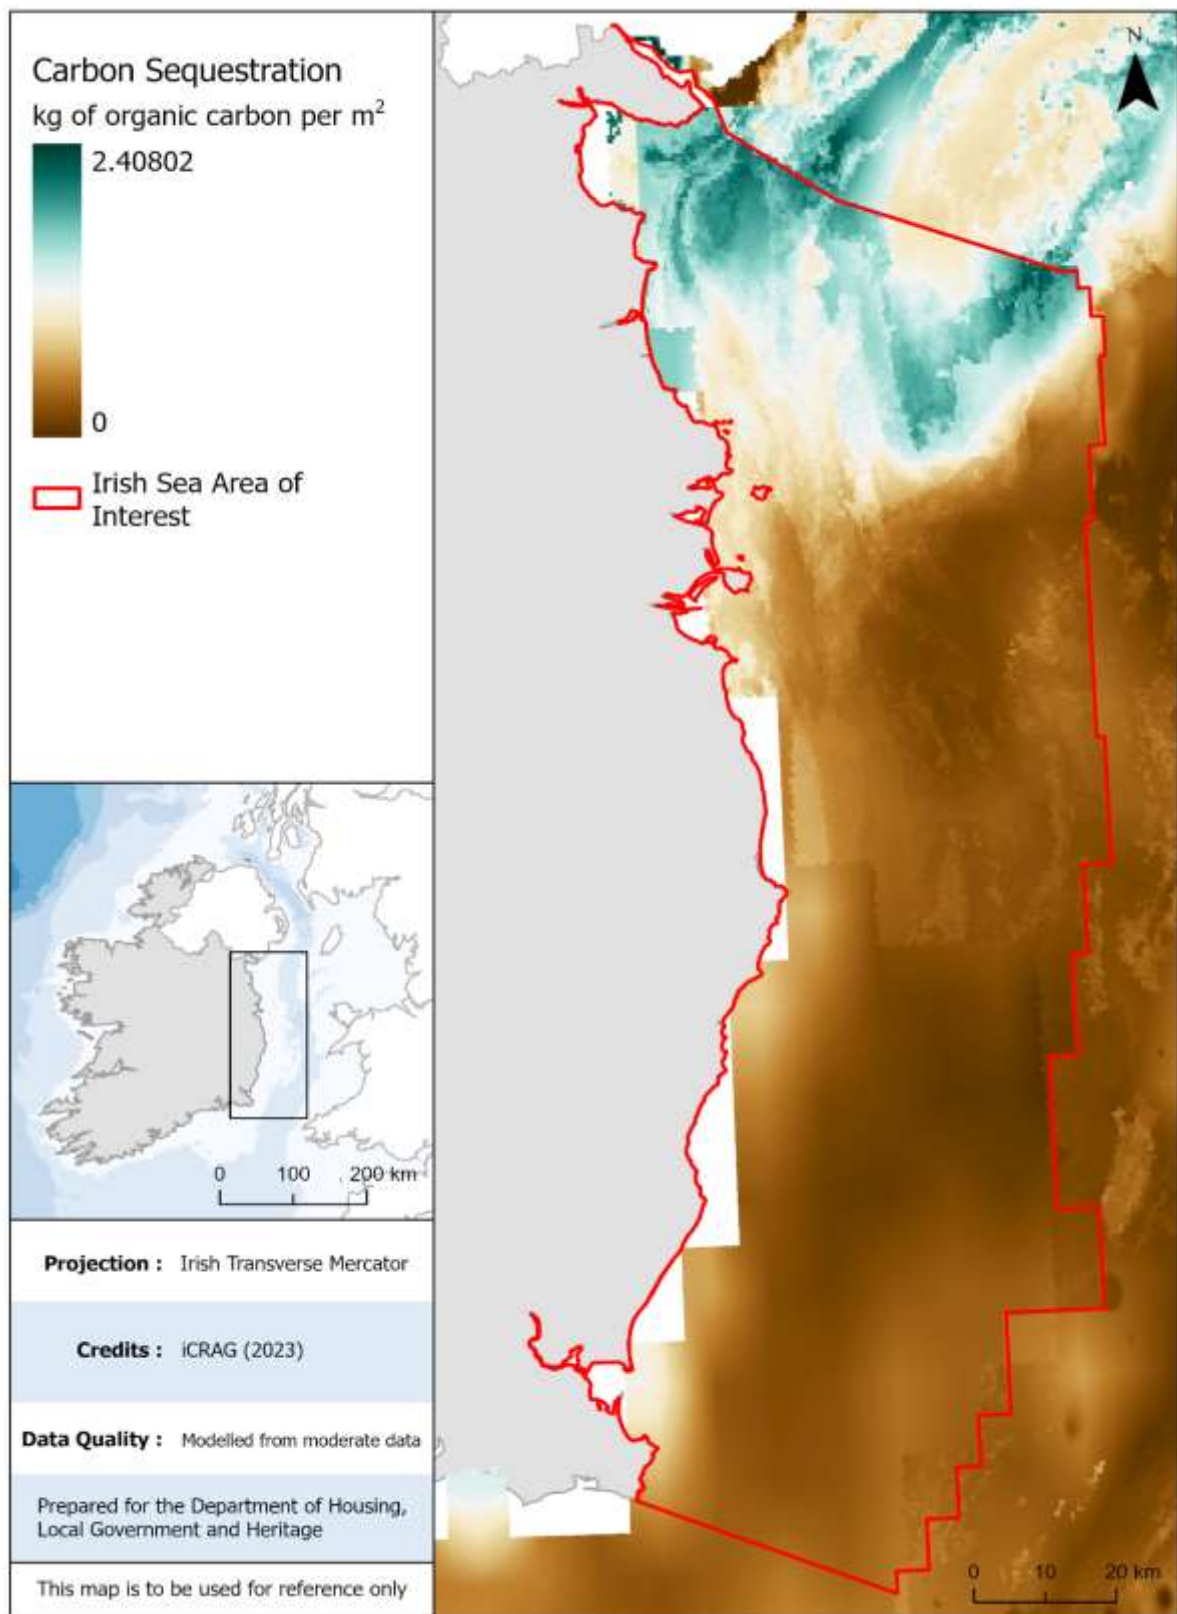 Carbon Sequestration
kg of organic carbon per m²
2.40802
0
Irish Sea Area of
Interest
N
0 100 200 km
Projection : Irish Transverse Mercator
Credits : iCRAG (2023)
Data Quality : Modelled from moderate data
Prepared for the Department of Housing,
Local Government and Heritage
This map is to be used for reference only
0 10 20 km